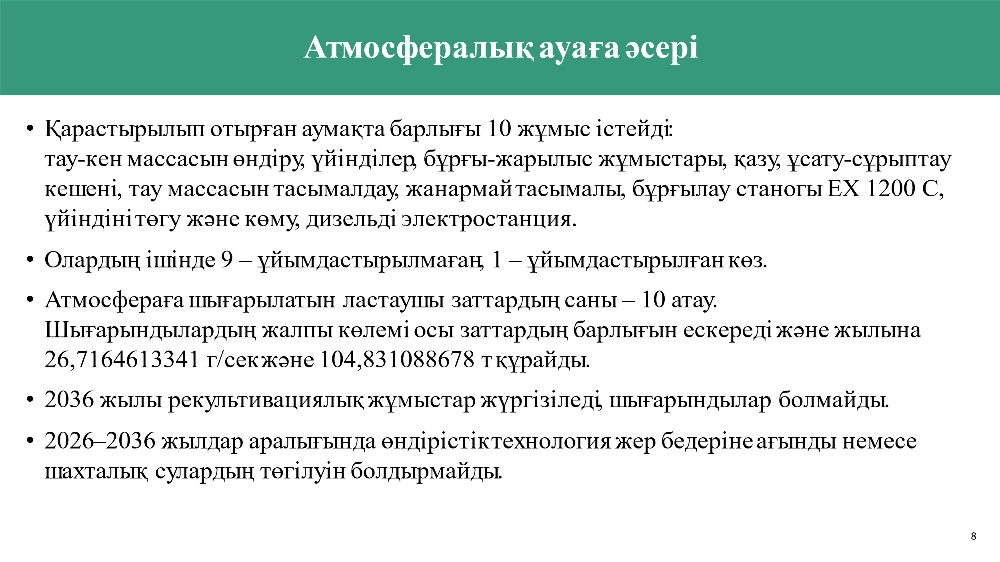 Атмосфералық ауаға әсері
• Қарастырылып отырған аумақта барлығы 10 жұмыс істейді:
тау-кен массасын өндіру, үйінділер, бұрғы-жарылыс жұмыстары, қазу, ұсату-сұрыптау
кешені, тау массасын тасымалдау, жанармай тасымалы, бұрғылау станогы EX 1200 C,
үйіндіні төгу және көму, дизельді электростанция.
• Олардың ішінде 9 – ұйымдастырылмаған, 1 – ұйымдастырылған көз.
• Атмосфераға шығарылатын ластаушы заттардың саны – 10 атау.
Шығарындылардың жалпы көлемі осы заттардың барлығын ескереді және жылына
26,7164613341 г/сек және 104,831088678 т құрайды.
• 2036 жылы рекультивациялық жұмыстар жүргізіледі, шығарындылар болмайды.
• 2026–2036 жылдар аралығында өндірістік технология жер бедеріне ағынды немесе
шахталық сулардың төгілуін болдырмайды.
8